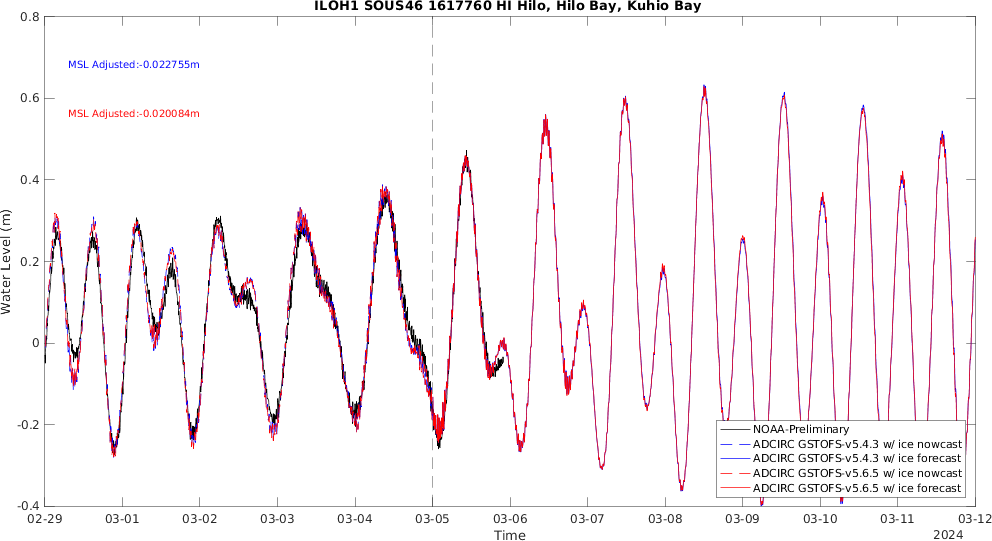 ILOH1 SOUS46 1617760 HI Hilo, Hilo Bay, Kuhio Bay
0.8
MSL Adjusted:-0.022755m
0.6
MSL Adjusted:-0.020084m
0.4
0.2
Water Level (m)
0
-0.2
NOAA-Preliminary
ADCIRC GSTOFS-v5.4.3 w/ ice nowcast
ADCIRC GSTOFS-v5.4.3 w/ ice forecast
ADCIRC GSTOFS-v5.6.5 w/ ice nowcast
ADCIRC GSTOFS-v5.6.5 w/ ice forecast
-0.4
02-29 03-01 03-02 03-03 03-04 03-05 03-06 03-07 03-08 03-09 03-10 03-11 03-12
Time
2024